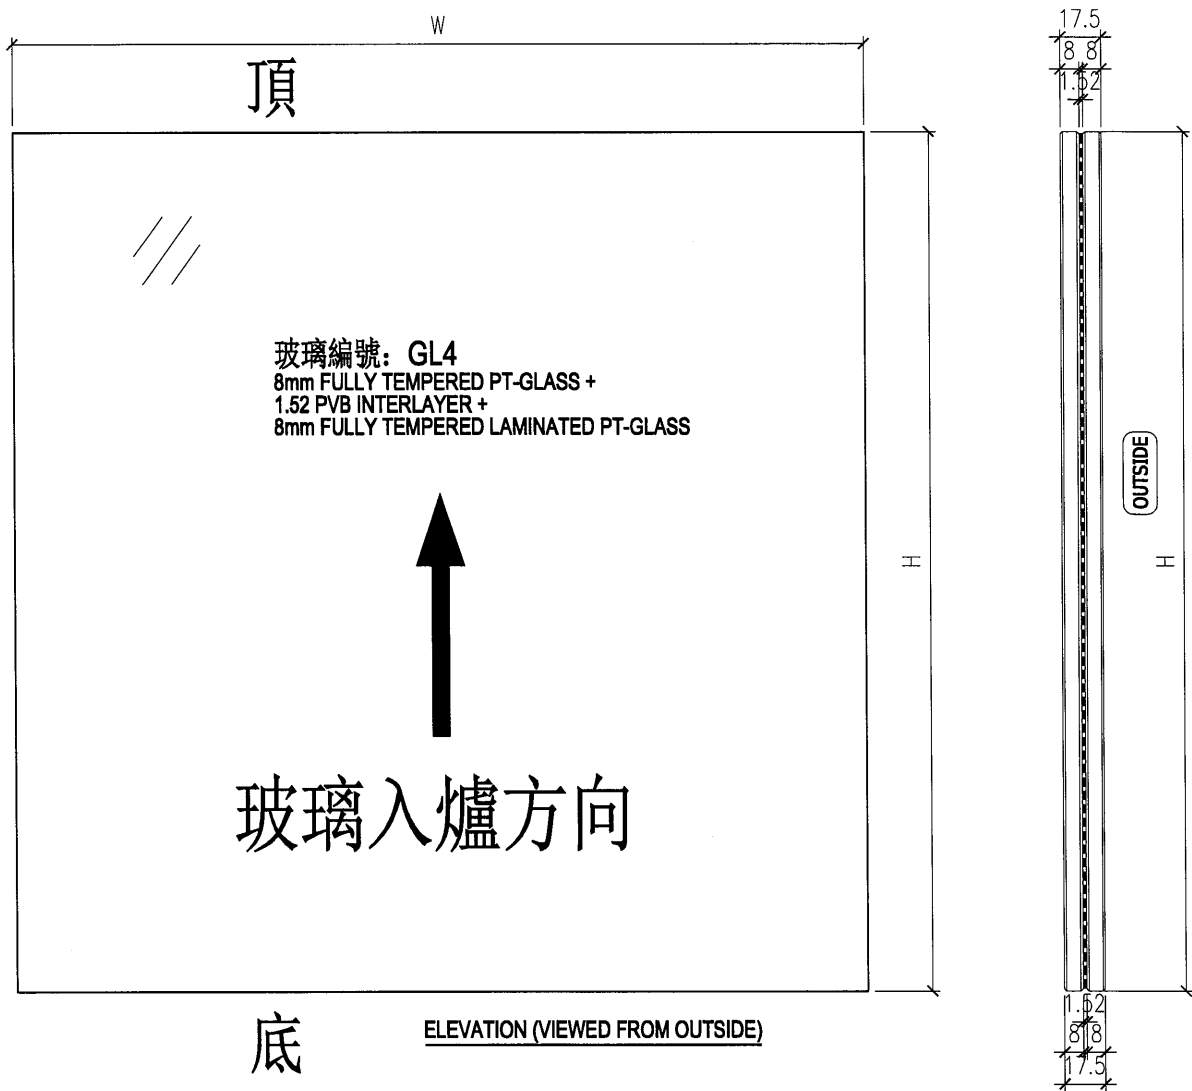 W
頂
17.5
8 8
1.52
玻璃編號：GL4
8mm FULLY TEMPERED PT-GLASS +
1.52 PVB INTERLAYER +
8mm FULLY TEMPERED LAMINATED PT-GLASS
H
OUTSIDE
H
玻璃入爐方向
底
ELEVATION (VIEWED FROM OUTSIDE)
1.52
8 8
17.5